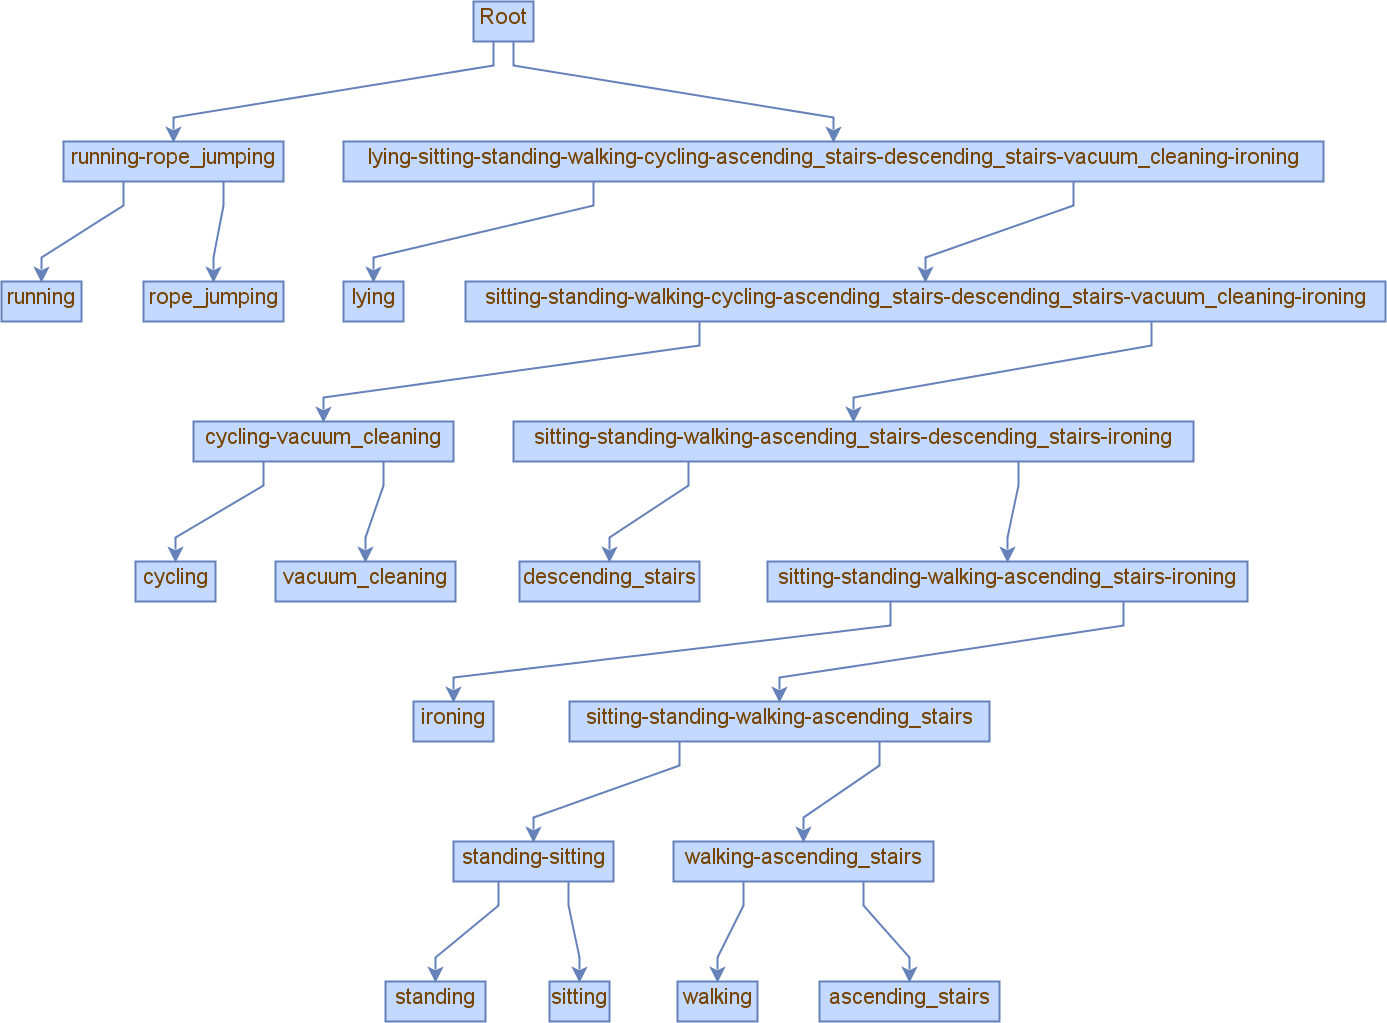 Root
running-rope_jumping
lying-sitting-standing-walking-cycling-ascending_stairs-descending_stairs-vacuum_cleaning-ironing
running
rope_jumping
lying
sitting-standing-walking-cycling-ascending_stairs-descending_stairs-vacuum_cleaning-ironing
cycling-vacuum_cleaning
sitting-standing-walking-ascending_stairs-descending_stairs-ironing
cycling
vacuum_cleaning
descending_stairs
sitting-standing-walking-ascending_stairs-ironing
ironing
sitting-standing-walking-ascending_stairs
standing-sitting
walking-ascending_stairs
standing
sitting
walking
ascending_stairs